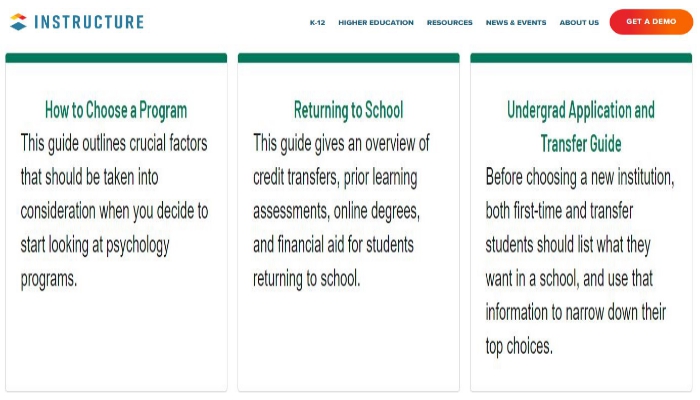 INSTRUCTURE
K-12 HIGHER EDUCATION RESOURCES NEWS & EVENTS ABOUT US GET A DEMO
How to Choose a Program
This guide outlines crucial factors
that should be taken into
consideration when you decide to
start looking at psychology
programs.
Returning to School
This guide gives an overview of
credit transfers, prior learning
assessments, online degrees,
and financial aid for students
returning to school.
Undergrad Application and
Transfer Guide
Before choosing a new institution,
both first-time and transfer
students should list what they
want in a school, and use that
information to narrow down their
top choices.